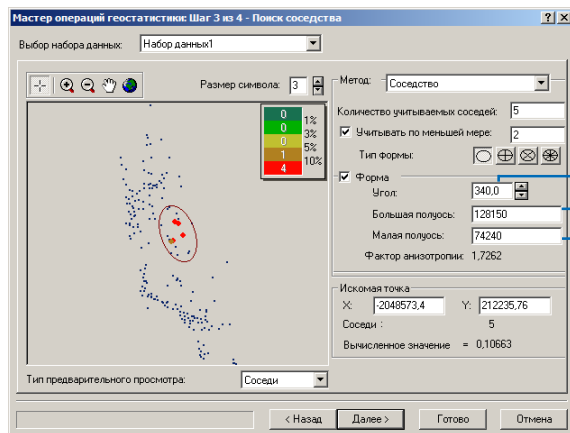 Мастер операций геостатистики: Шаг 3 из 4 - Поиск соседства
Выбор набора данных: Набор данных1
Размер символа: 3
0 1%
0 3%
0 5%
1 10%
4
Метод: Соседство
Количество учитываемых соседей: 5
Учитывать по меньшей мере: 2
Тип формы:
Форма
Угол: 340,0
Большая полуось: 128150
Малая полуось: 74240
Фактор анизотропии: 1,7262
Искомая точка
X: -2048573,4 Y: 212235,76
Соседи : 5
Вычисленное значение = 0,10663
Тип предварительного просмотра: Соседи
< Назад Далее > Готово Отмена